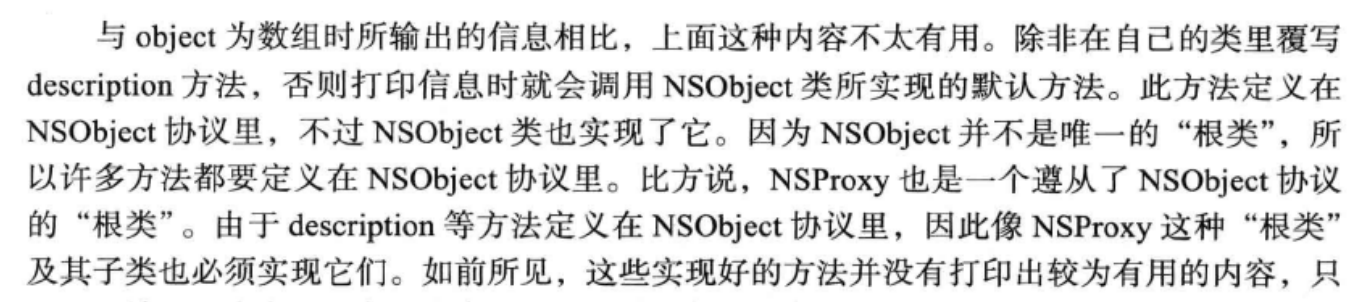 与 object 为数组时所输出的信息相比，上面这种内容不太有用。除非在自己的类里覆写
description 方法，否则打印信息时就会调用 NSObject 类所实现的默认方法。此方法定义在
NSObject 协议里，不过 NSObject 类也实现了它。因为 NSObject 并不是唯一的“根类”，所
以许多方法都要定义在 NSObject 协议里。比方说，NSProxy 也是一个遵从了 NSObject 协议
的“根类”。由于 description 等方法定义在 NSObject 协议里，因此像 NSProxy 这种“根类”
及其子类也必须实现它们。如前所见，这些实现好的方法并没有打印出较为有用的内容，只